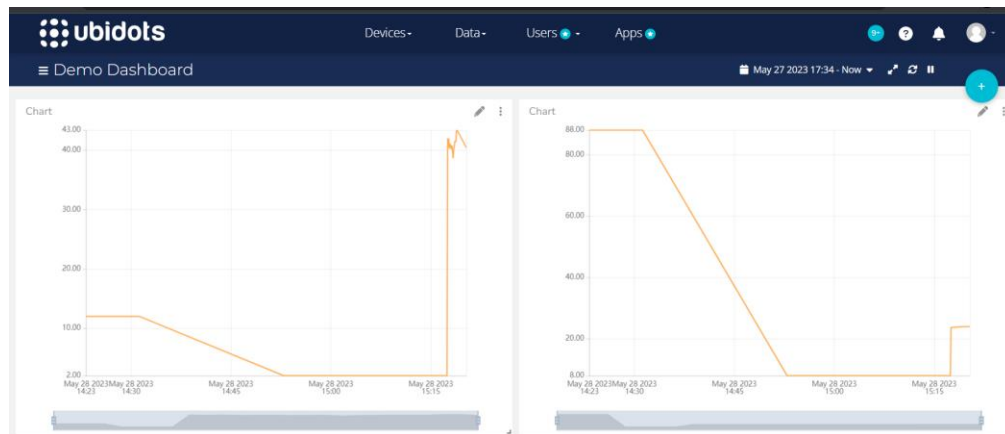 ubidots
Devices
Data
Users
Apps
9+
?
Demo Dashboard
May 27 2023 17:34 - Now
+
Chart
43.00
40.00
30.00
20.00
10.00
2.00
May 28 2023 May 28 2023 May 28 2023 May 28 2023 May 28 2023
14:23 14:30 14:45 15:00 15:15
Chart
88.00
80.00
60.00
40.00
20.00
8.00
May 28 2023 May 28 2023 May 28 2023 May 28 2023 May 28 2023
14:23 14:30 14:45 15:00 15:15